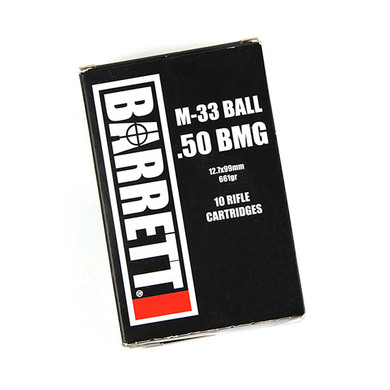 BARRETT®
M-33 BALL
.50 BMG
12.7x99mm
661gr
10 RIFLE
CARTRIDGES